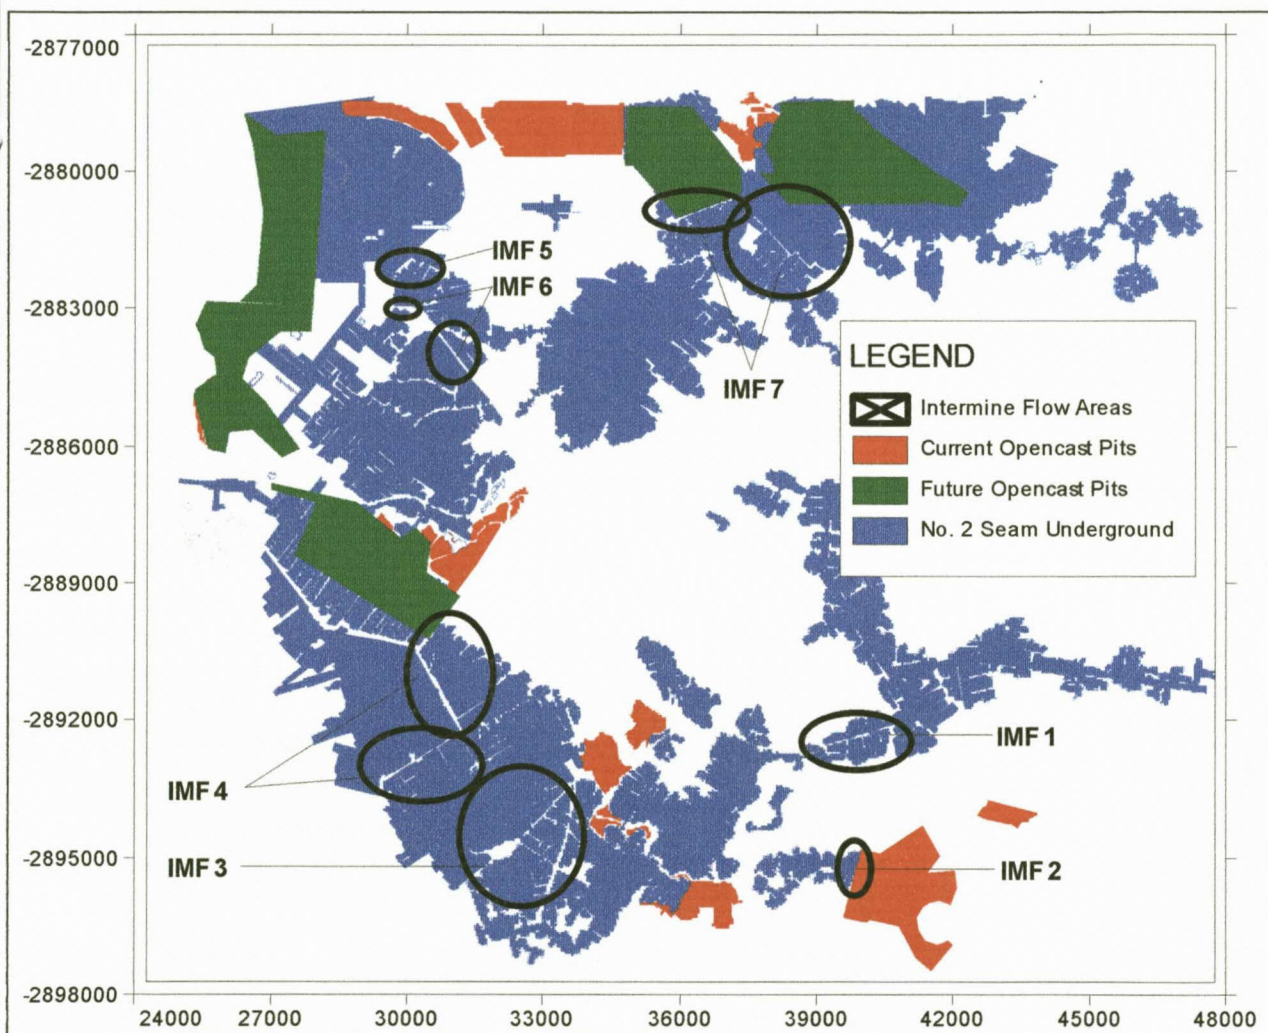 -2877000
-2880000
-2883000
-2886000
-2889000
-2892000
-2895000
-2898000
24000 27000 30000 33000 36000 39000 42000 45000 48000
IMF 5
IMF 6
IMF 7
IMF 1
IMF 4
IMF 3
IMF 2
LEGEND
Intermine Flow Areas
Current Opencast Pits
Future Opencast Pits
No. 2 Seam Underground